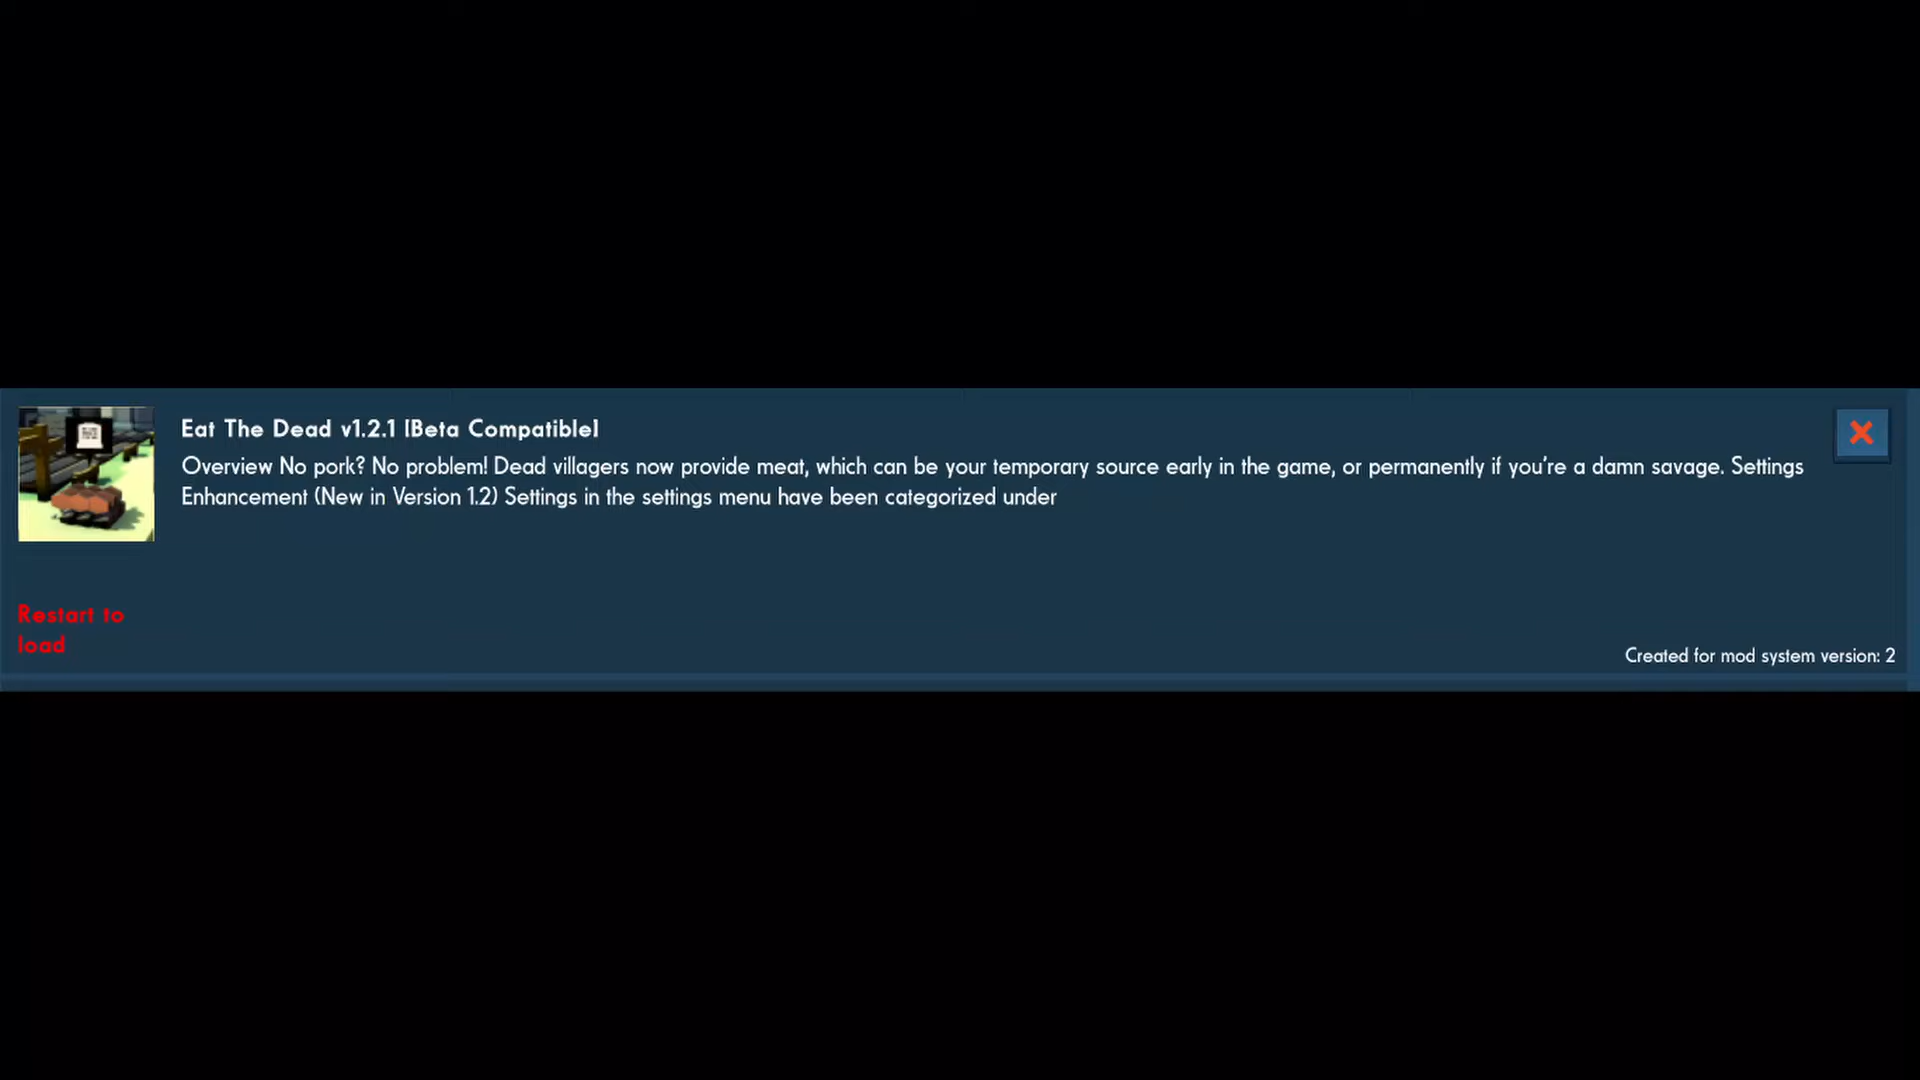 Eat The Dead v1.2.1 [Beta Compatible]
Overview No pork? No problem! Dead villagers now provide meat, which can be your temporary source early in the game, or permanently if you're a damn savage. Settings
Enhancement (New in Version 1.2) Settings in the settings menu have been categorized under
Restart to
load
Created for mod system version: 2